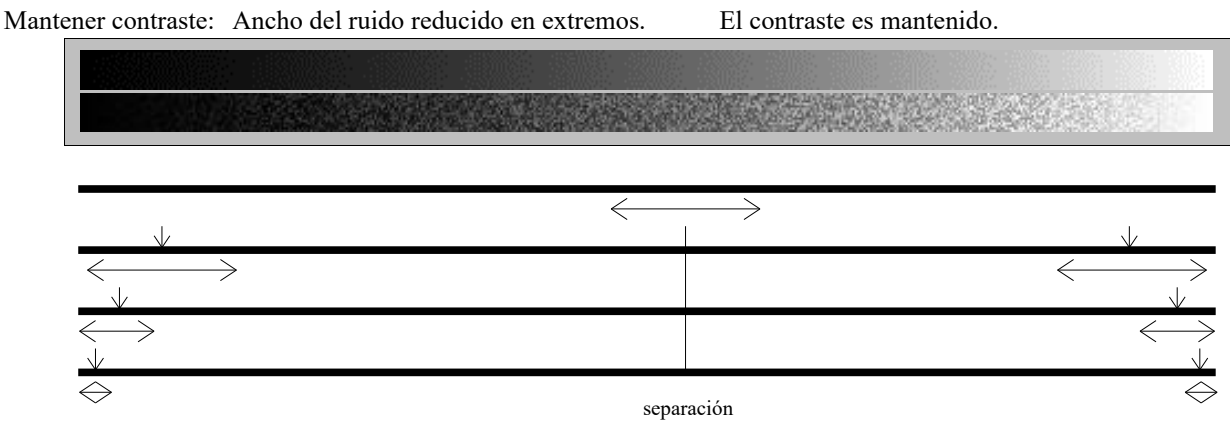 Mantener contraste: Ancho del ruido reducido en extremos. El contraste es mantenido.
separación